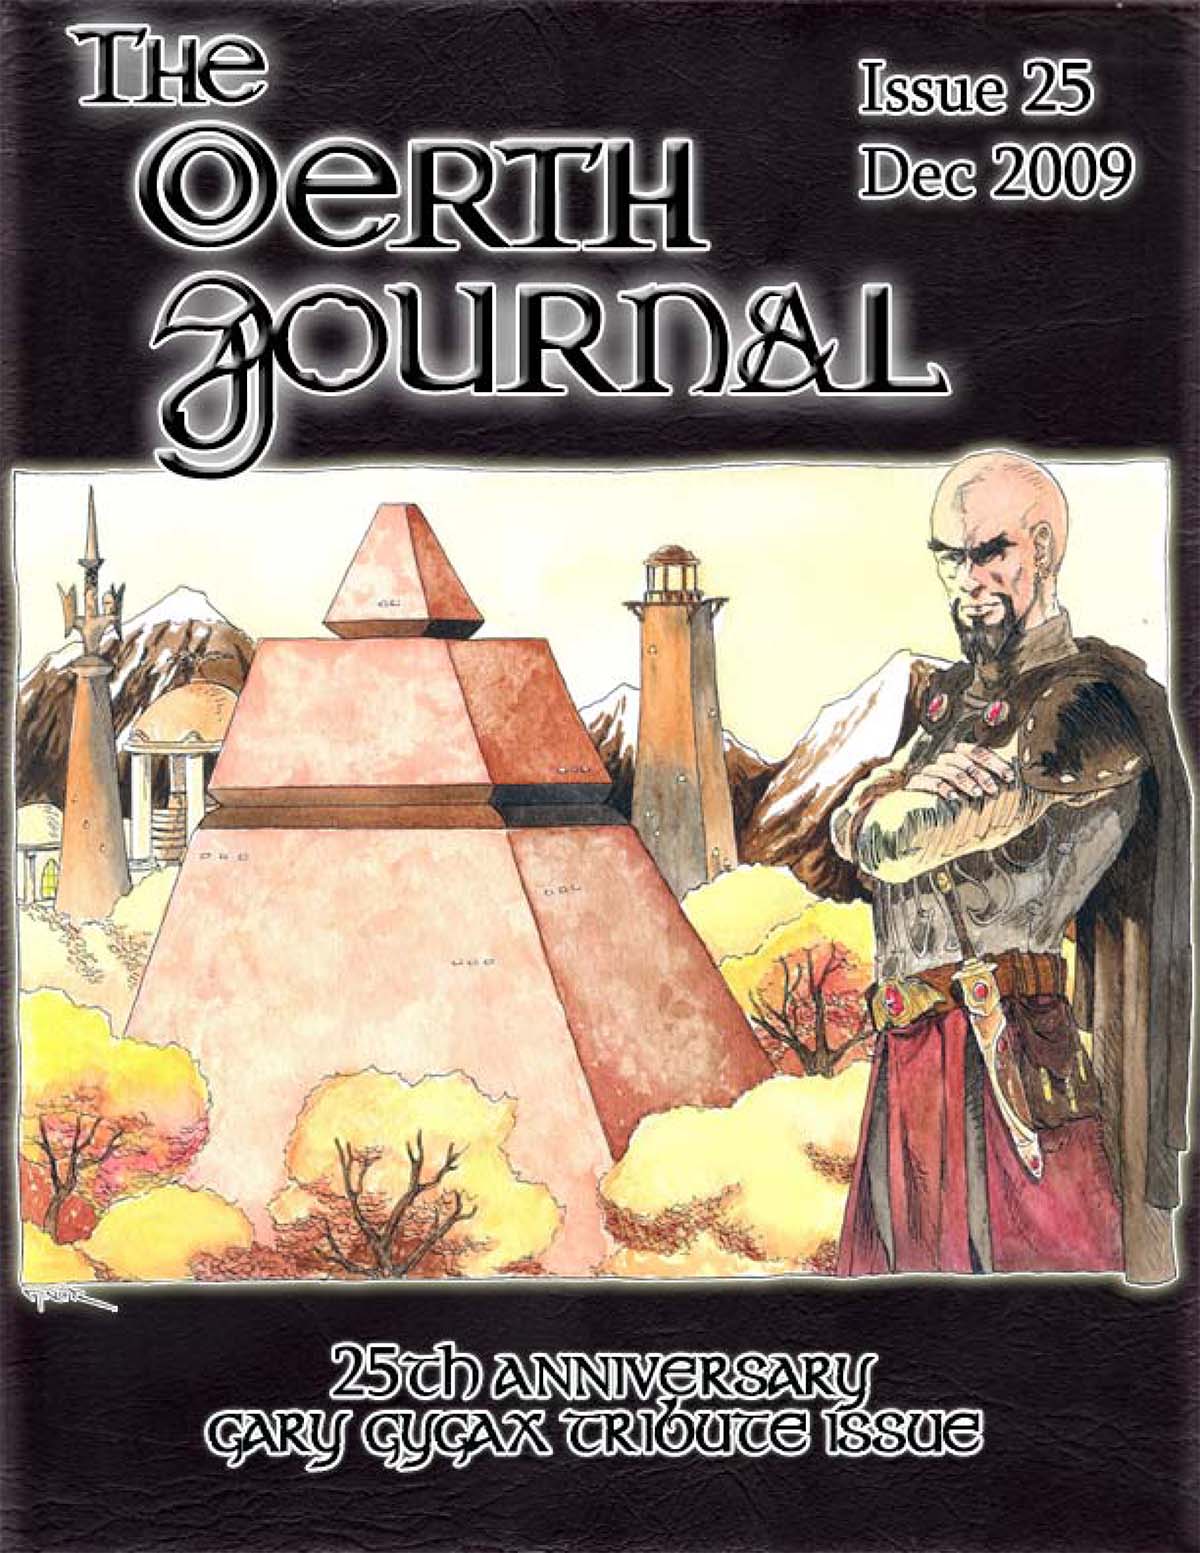 The
Oerth
Journal
Issue 25
Dec 2009
25th Anniversary
Gary Gygax Tribute Issue